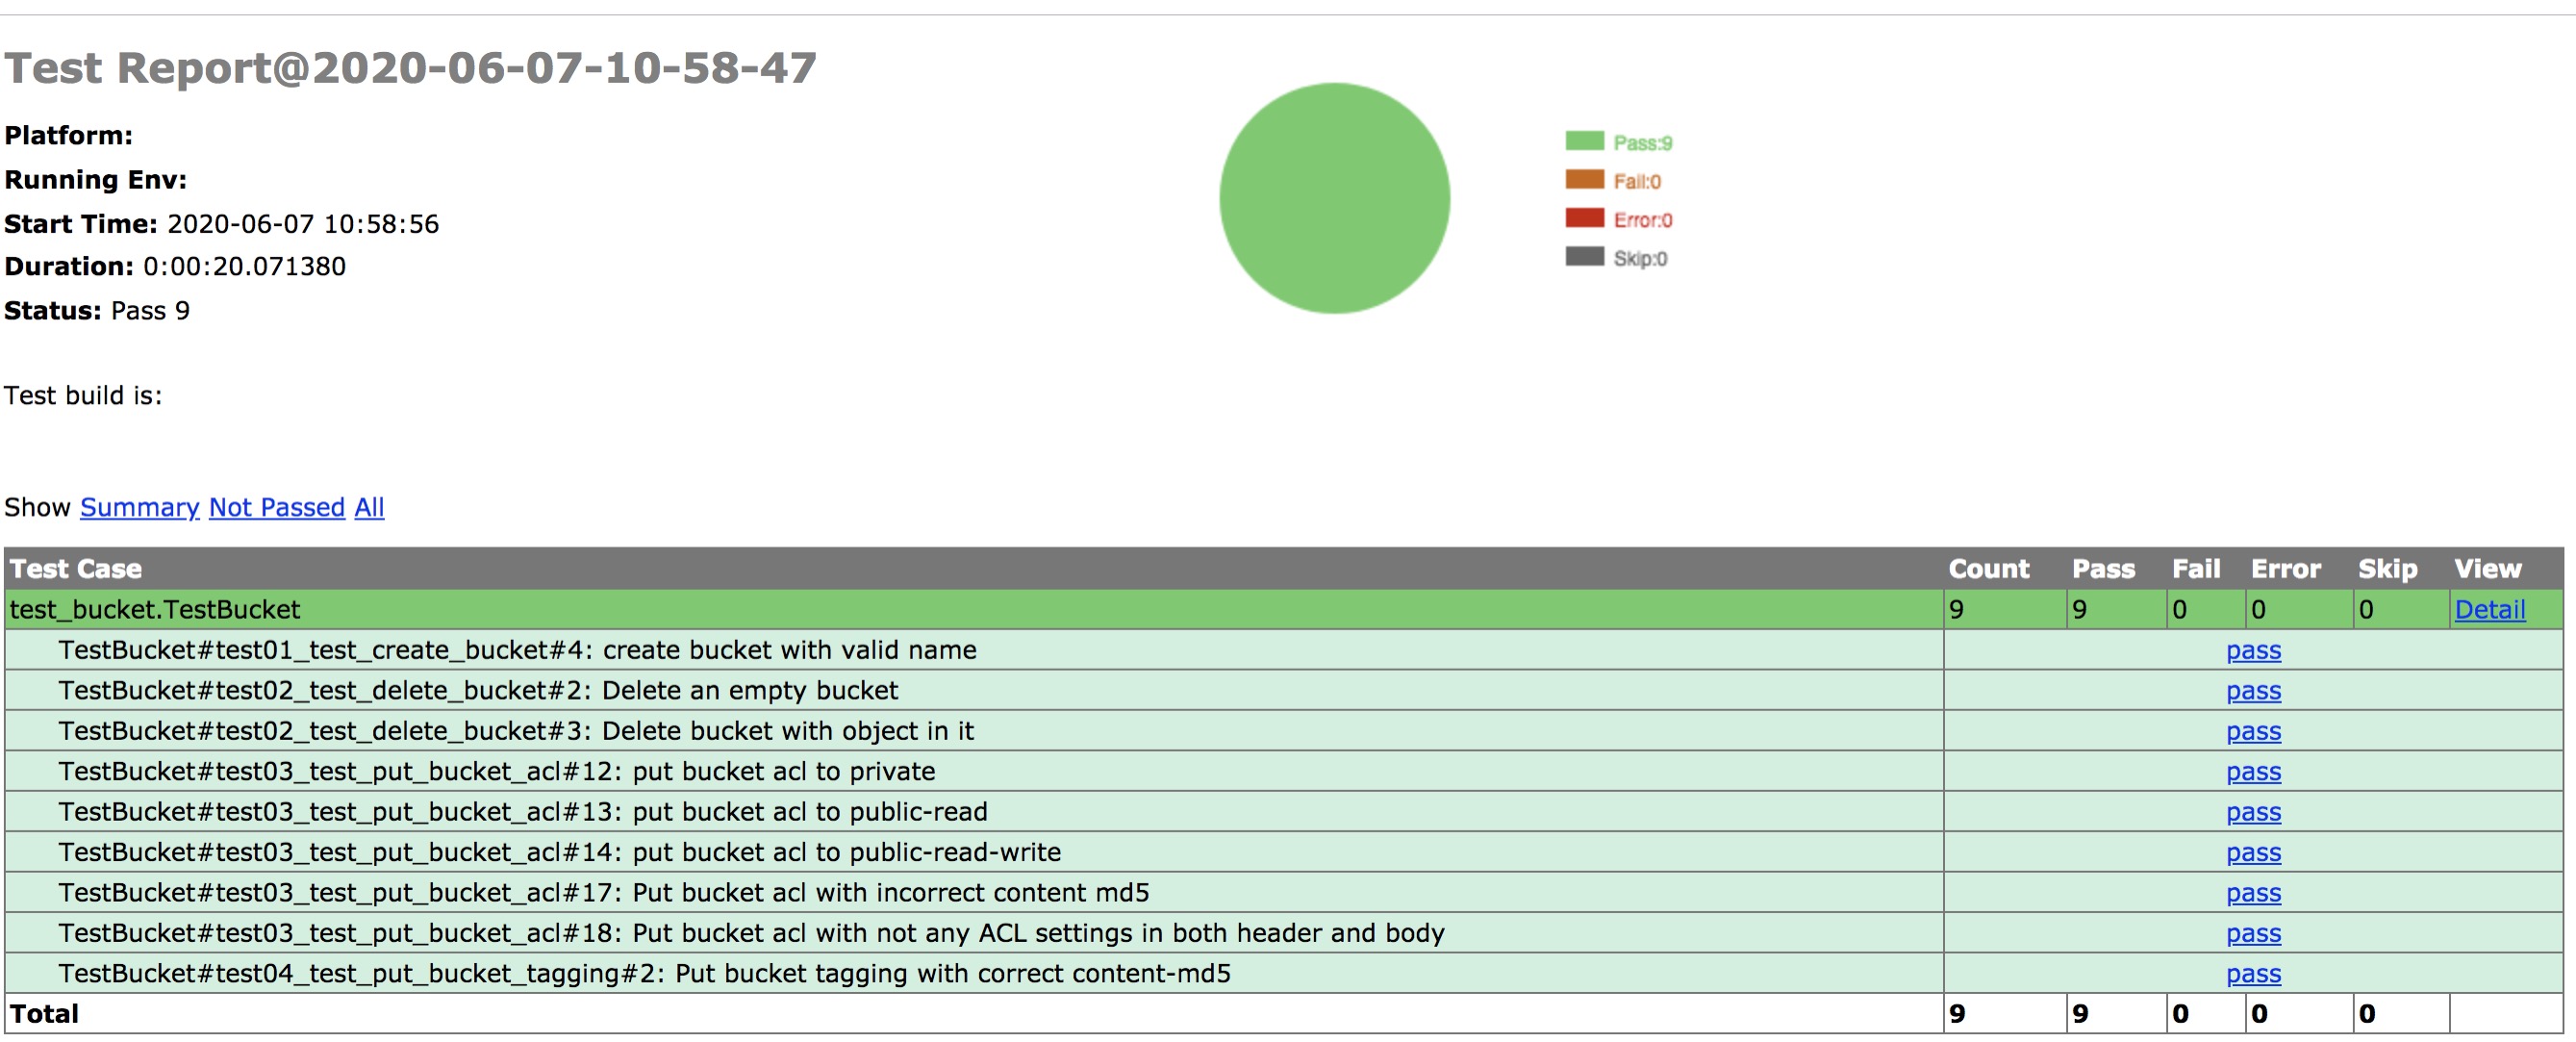 Test Report@2020-06-07-10-58-47
Platform:
Running Env:
Start Time: 2020-06-07 10:58:56
Duration: 0:00:20.071380
Status: Pass 9
Pass:9
Fail:0
Error:0
Skip:0
Test build is:
Show Summary Not Passed All
Test Case Count Pass Fail Error Skip View
test_bucket.TestBucket 9 9 0 0 0 Detail
TestBucket#test01_test_create_bucket#4: create bucket with valid name pass
TestBucket#test02_test_delete_bucket#2: Delete an empty bucket pass
TestBucket#test02_test_delete_bucket#3: Delete bucket with object in it pass
TestBucket#test03_test_put_bucket_acl#12: put bucket acl to private pass
TestBucket#test03_test_put_bucket_acl#13: put bucket acl to public-read pass
TestBucket#test03_test_put_bucket_acl#14: put bucket acl to public-read-write pass
TestBucket#test03_test_put_bucket_acl#17: Put bucket acl with incorrect content md5 pass
TestBucket#test03_test_put_bucket_acl#18: Put bucket acl with not any ACL settings in both header and body pass
TestBucket#test04_test_put_bucket_tagging#2: Put bucket tagging with correct content-md5 pass
Total 9 9 0 0 0